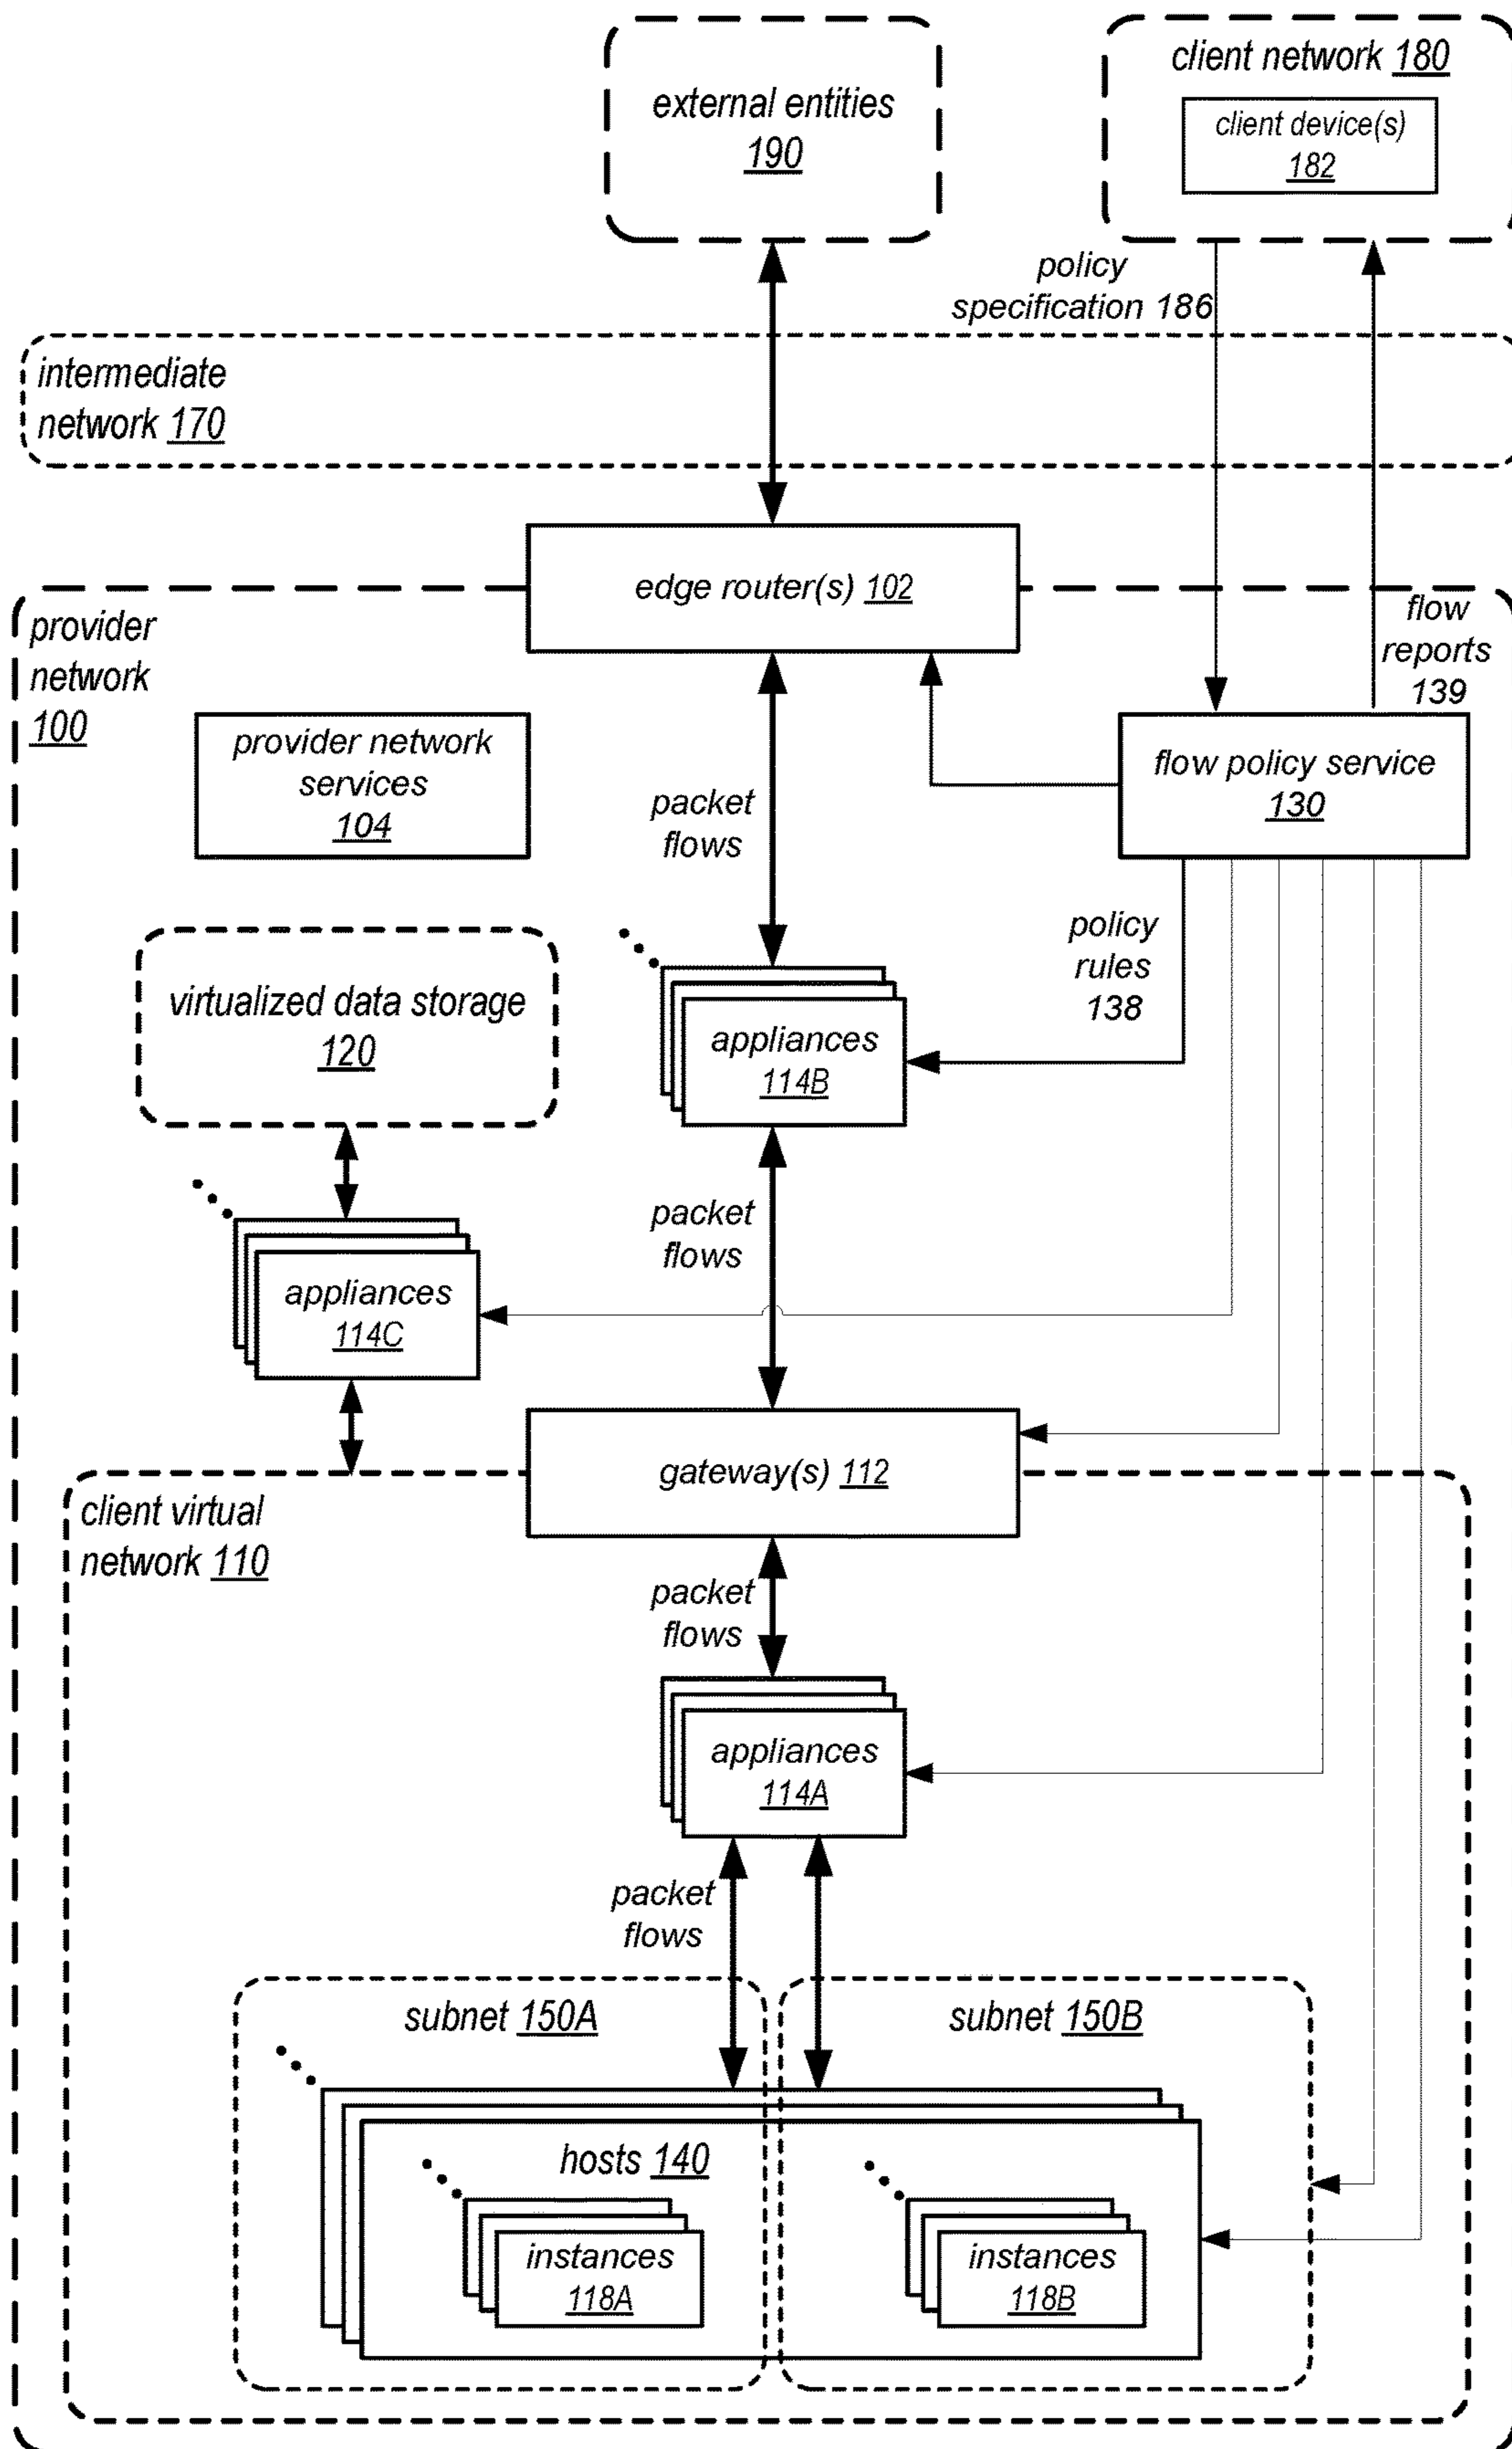 external entities
190
client network 180
client device(s)
182
policy
specification 186
intermediate
network 170
edge router(s) 102
provider
network
100
flow
reports
139
provider network
services
104
flow policy service
130
packet
flows
policy
rules
138
virtualized data storage
120
appliances
114B
packet
flows
appliances
114C
gateway(s) 112
client virtual
network 110
packet
flows
appliances
114A
packet
flows
subnet 150A
subnet 150B
hosts 140
instances
118A
instances
118B